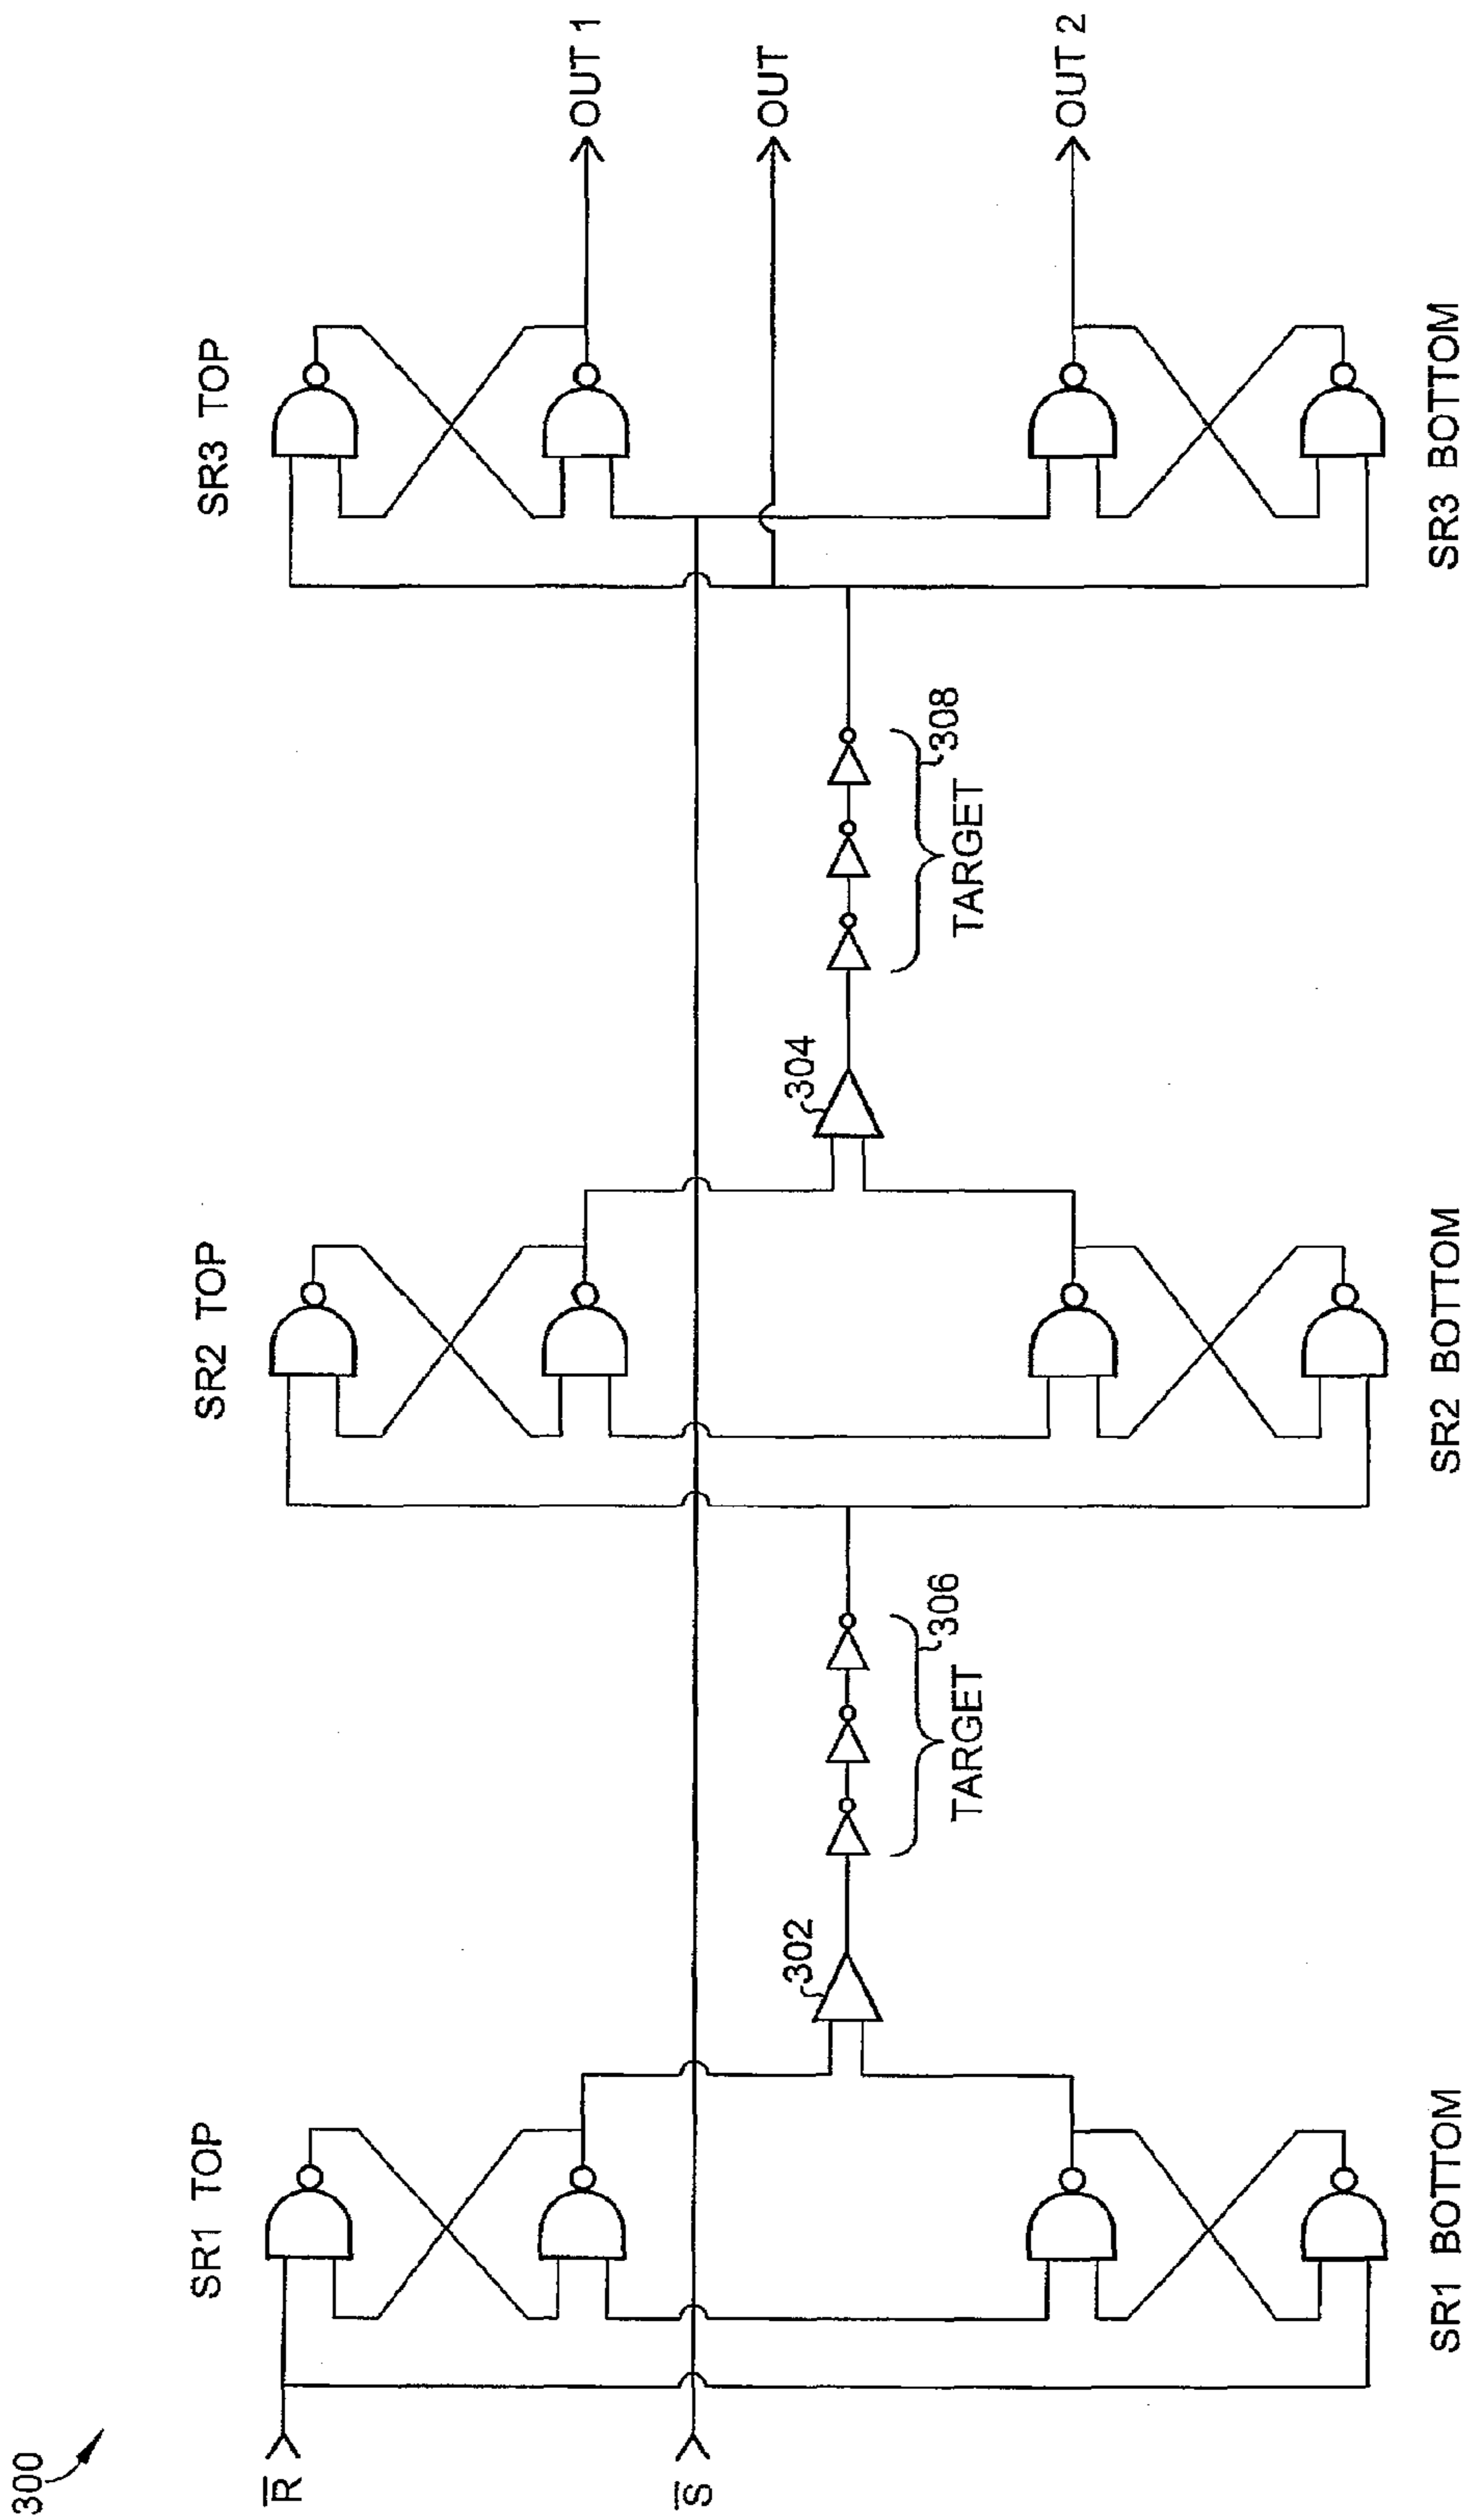 300
R̅
S̅
SR1 TOP
SR2 TOP
SR3 TOP
302
304
306
308
TARGET
TARGET
OUT 1
OUT
OUT 2
SR1 BOTTOM
SR2 BOTTOM
SR3 BOTTOM